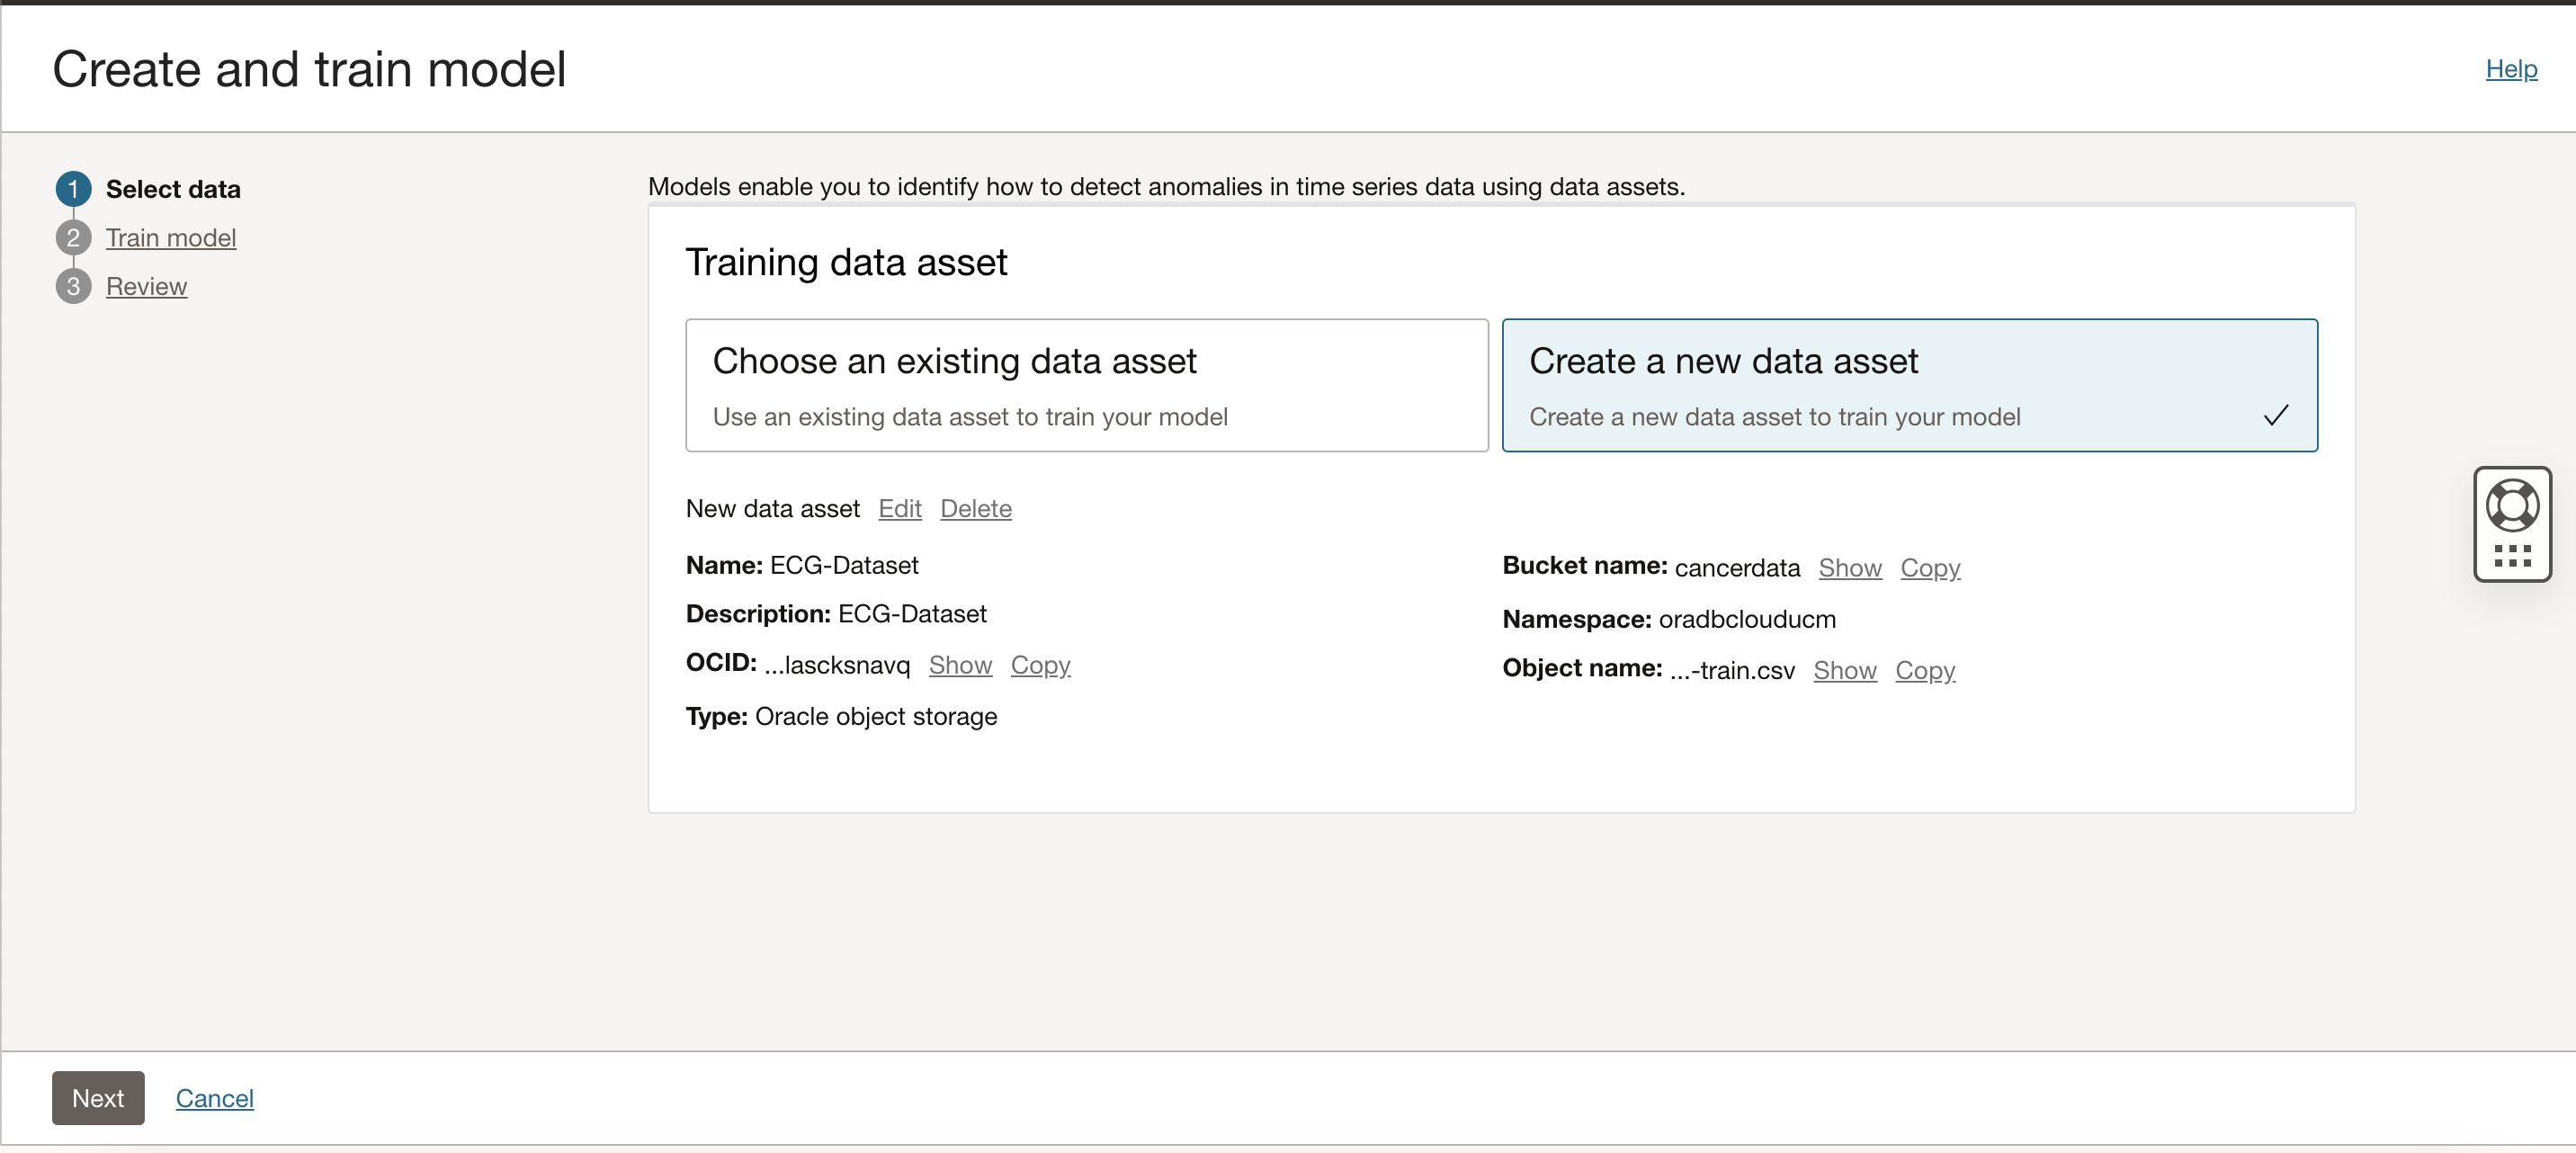 Create and train model
Help
1 Select data
2 Train model
3 Review
Models enable you to identify how to detect anomalies in time series data using data assets.
Training data asset
Choose an existing data asset
Use an existing data asset to train your model
Create a new data asset
Create a new data asset to train your model
New data asset Edit Delete
Name: ECG-Dataset
Description: ECG-Dataset
OCID: ...lascksnavq Show Copy
Type: Oracle object storage
Bucket name: cancerdata Show Copy
Namespace: oradbclouducm
Object name: ...-train.csv Show Copy
Next Cancel